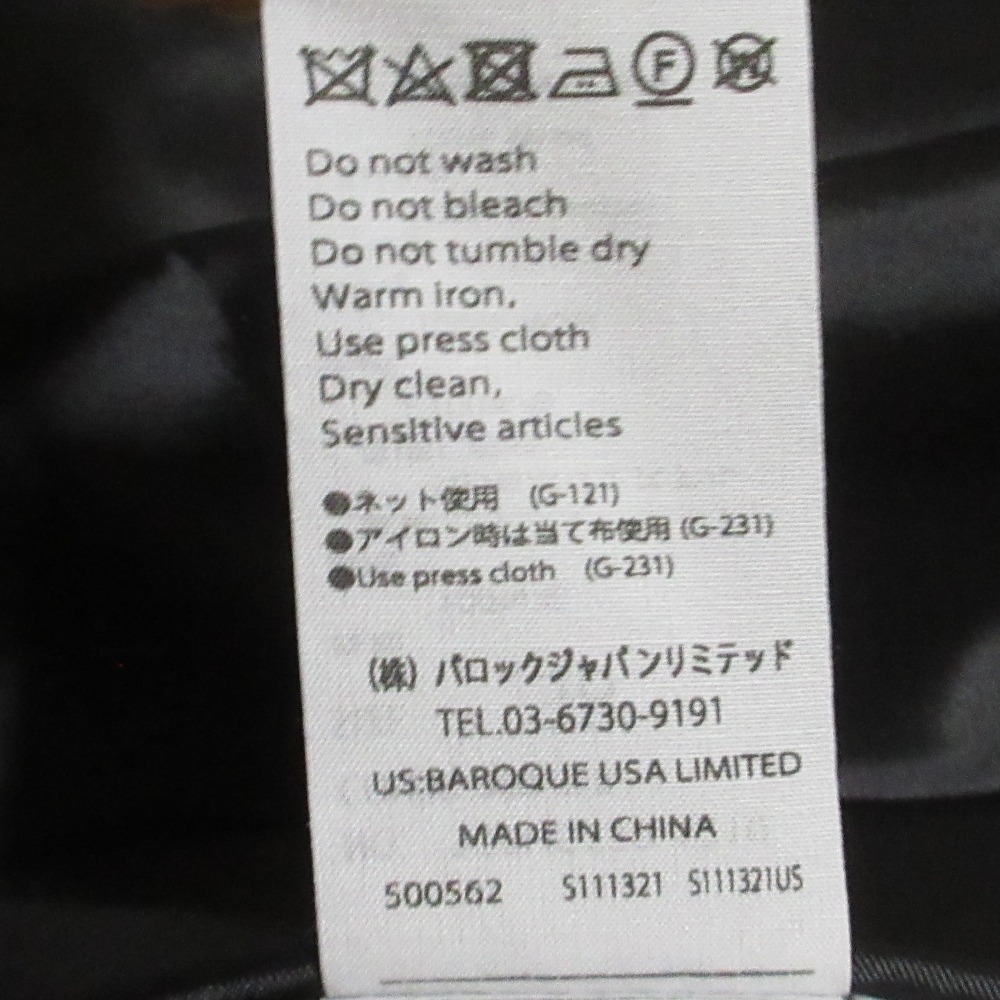 F
W
Do not wash
Do not bleach
Do not tumble dry
Warm iron,
Use press cloth
Dry clean,
Sensitive articles
●ネット使用 (G-121)
●アイロン時は当て布使用 (G-231)
●Use press cloth (G-231)
(株) バロックジャパンリミテッド
TEL.03-6730-9191
US:BAROQUE USA LIMITED
MADE IN CHINA
500562 S111321 S111321US